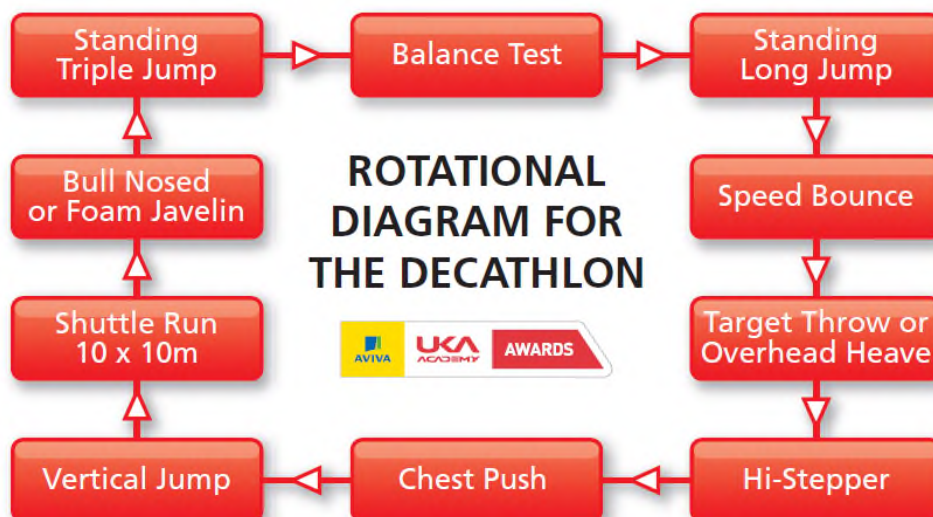 Standing
Triple Jump
Balance Test
Standing
Long Jump
Bull Nosed
or Foam Javelin
ROTATIONAL
DIAGRAM FOR
THE DECATHLON
Speed Bounce
Shuttle Run
10 x 10m
AVIVA
UKA
ACADEMY
AWARDS
Target Throw or
Overhead Heave
Vertical Jump
Chest Push
Hi-Stepper